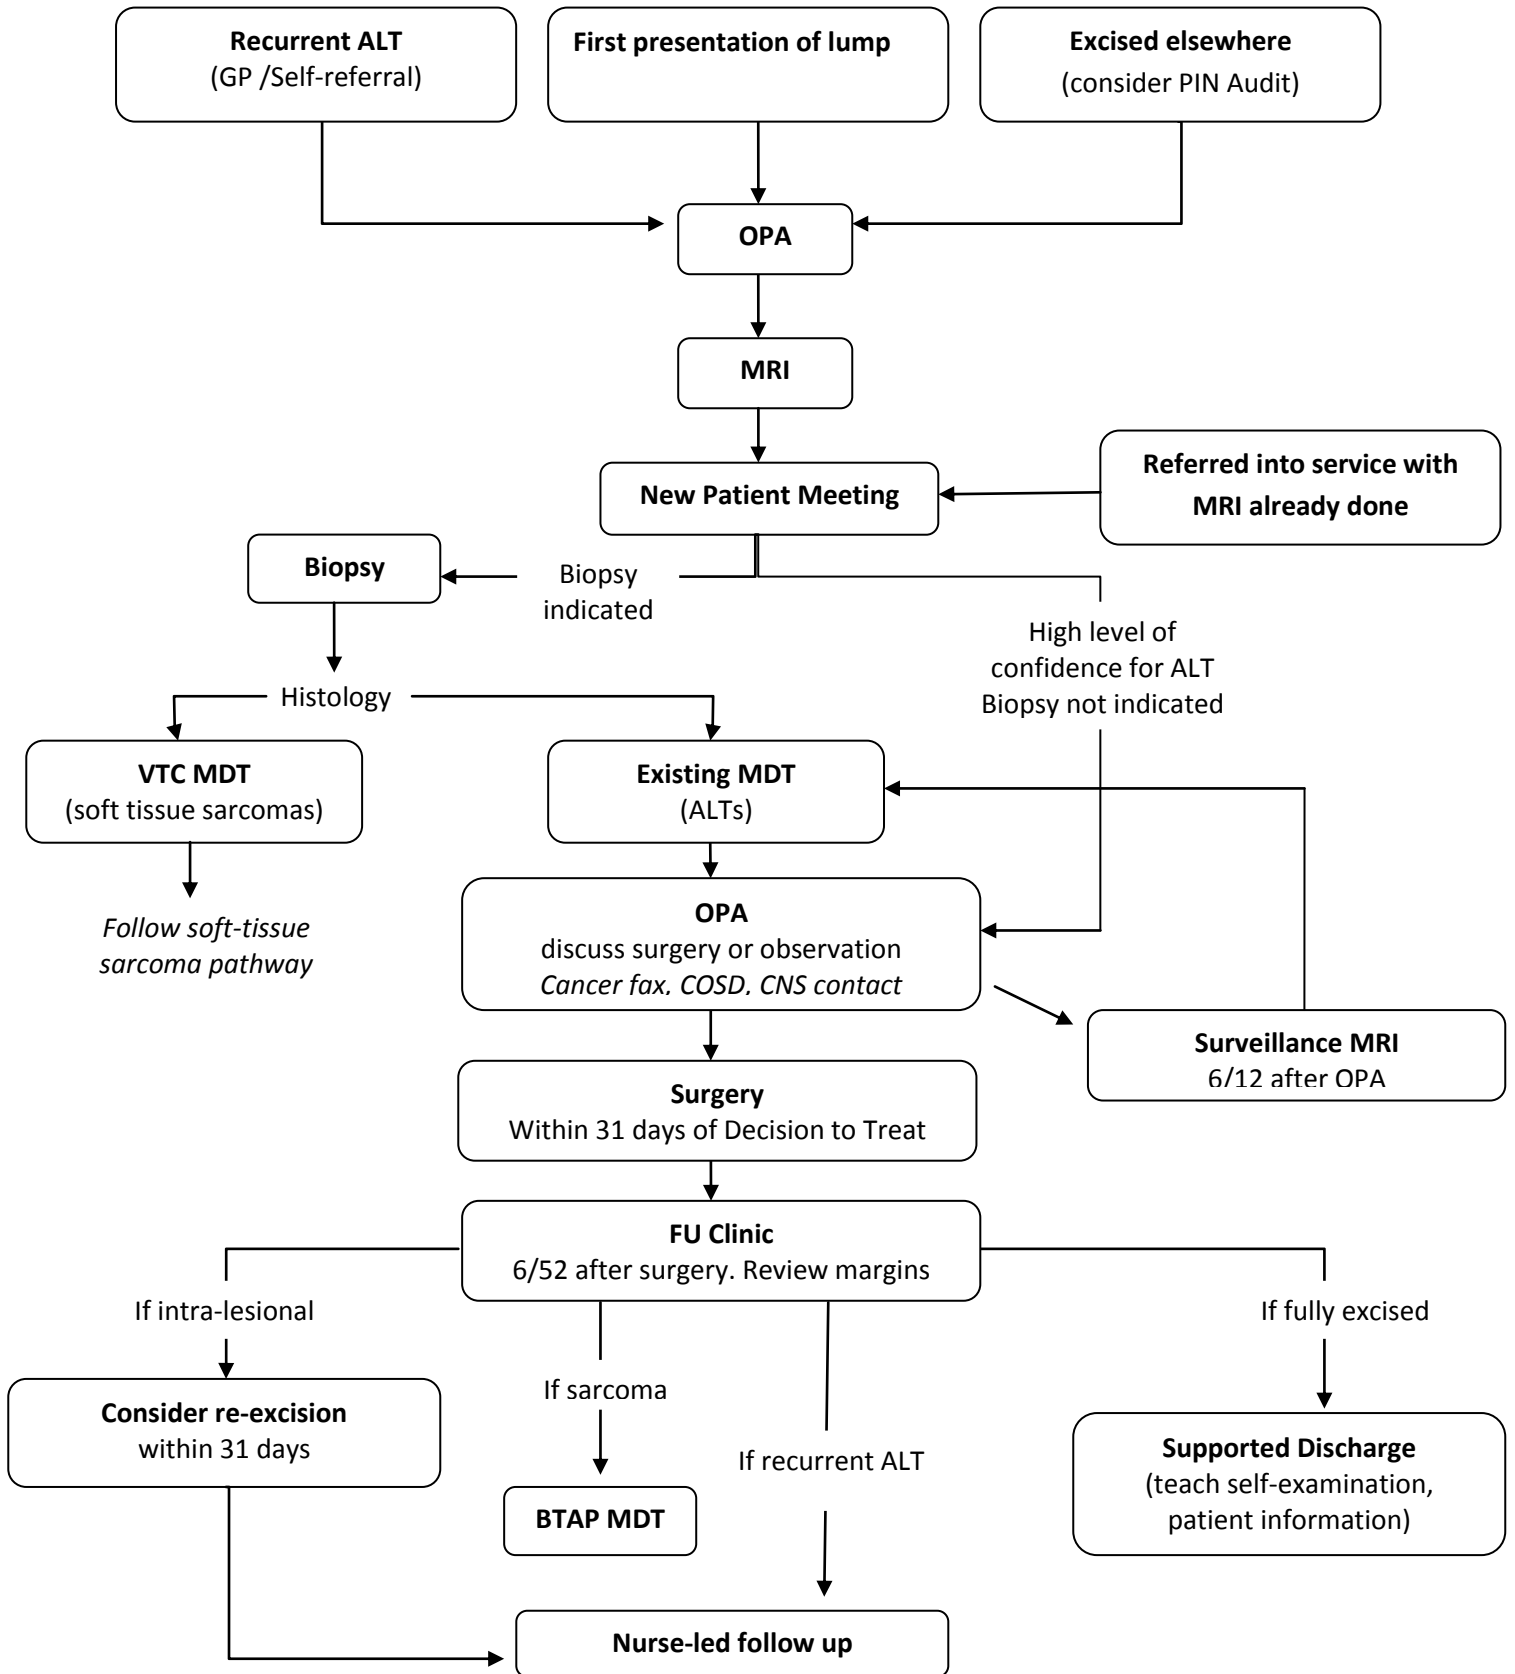 Recurrent ALT
(GP /Self-referral)
First presentation of lump
Excised elsewhere
(consider PIN Audit)
OPA
MRI
New Patient Meeting
Referred into service with
MRI already done
Biopsy
Biopsy
indicated
High level of
confidence for ALT
Biopsy not indicated
Histology
VTC MDT
(soft tissue sarcomas)
Existing MDT
(ALTs)
Follow soft-tissue
sarcoma pathway
OPA
discuss surgery or observation
Cancer fax, COSD, CNS contact
Surveillance MRI
6/12 after OPA
Surgery
Within 31 days of Decision to Treat
FU Clinic
6/52 after surgery. Review margins
If intra-lesional
If fully excised
If sarcoma
If recurrent ALT
Consider re-excision
within 31 days
Supported Discharge
(teach self-examination,
patient information)
BTAP MDT
Nurse-led follow up